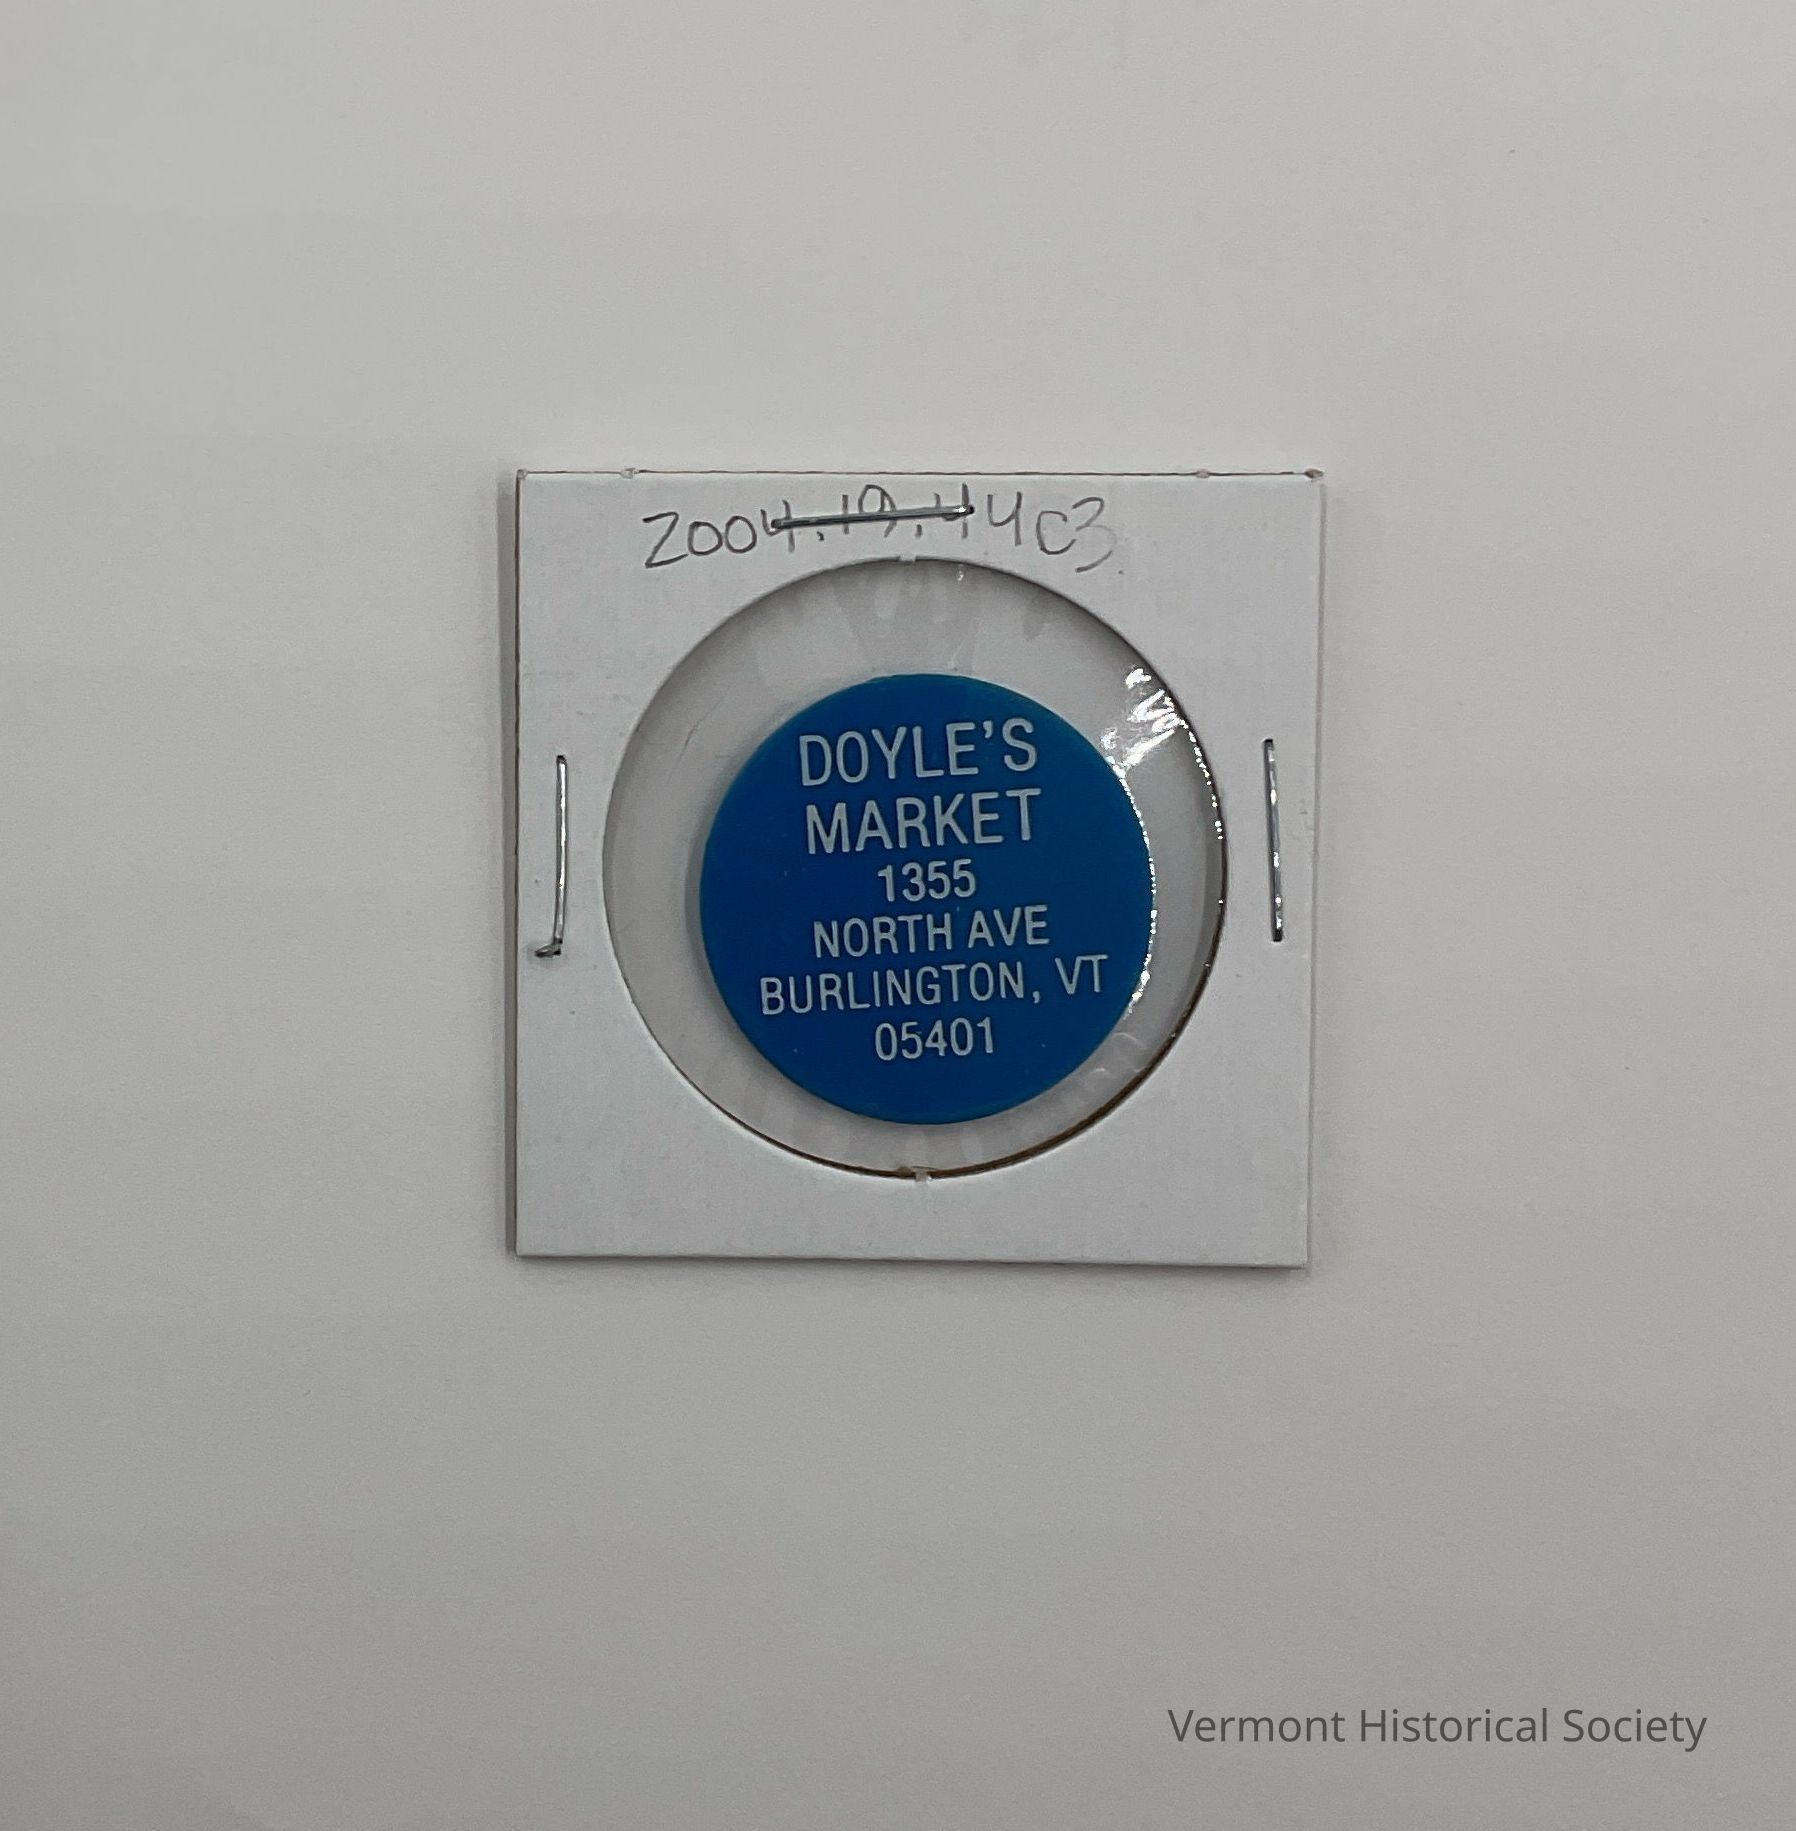 2004.19.44c3
DOYLE'S
MARKET
1355
NORTH AVE
BURLINGTON, VT
05401
Vermont Historical Society